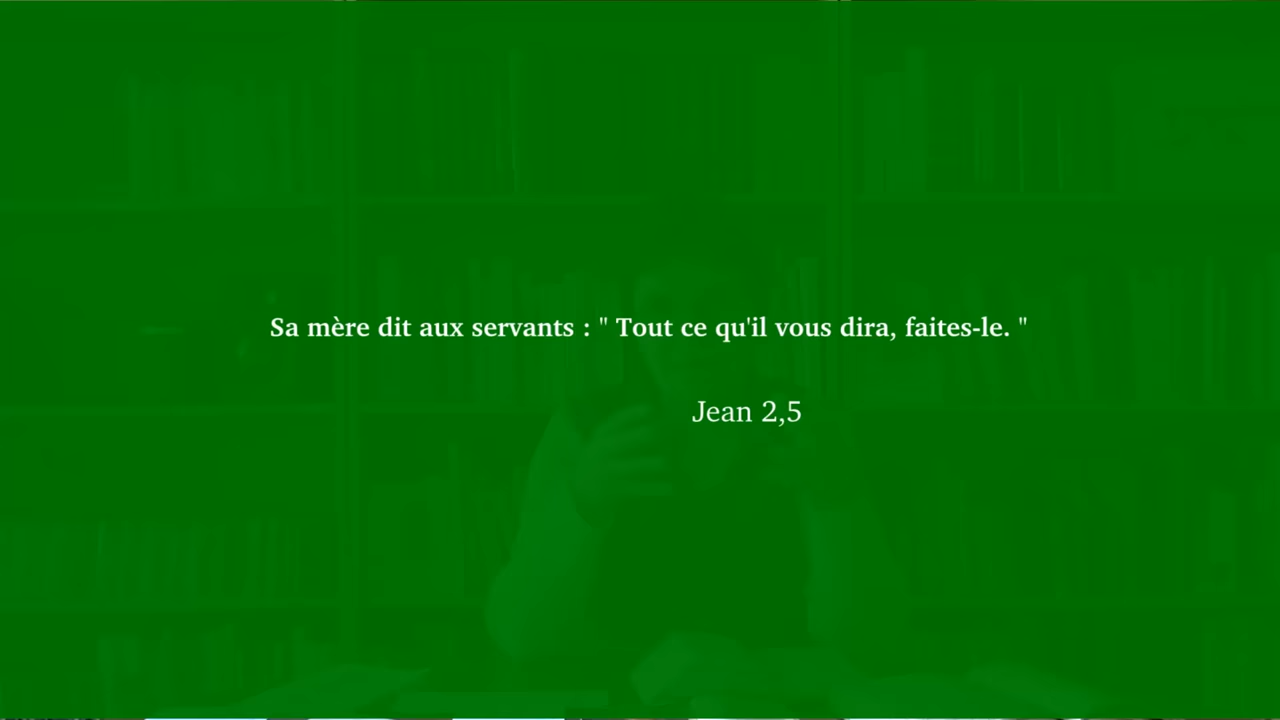 Sa mère dit aux servants : " Tout ce qu'il vous dira, faites-le. "
Jean 2,5